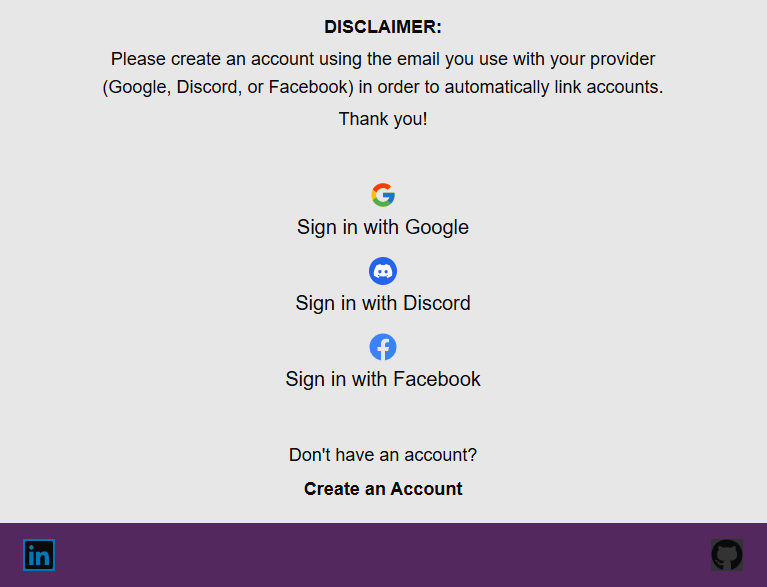 DISCLAIMER:
Please create an account using the email you use with your provider
(Google, Discord, or Facebook) in order to automatically link accounts.
Thank you!
Sign in with Google
Sign in with Discord
Sign in with Facebook
Don't have an account?
Create an Account
in